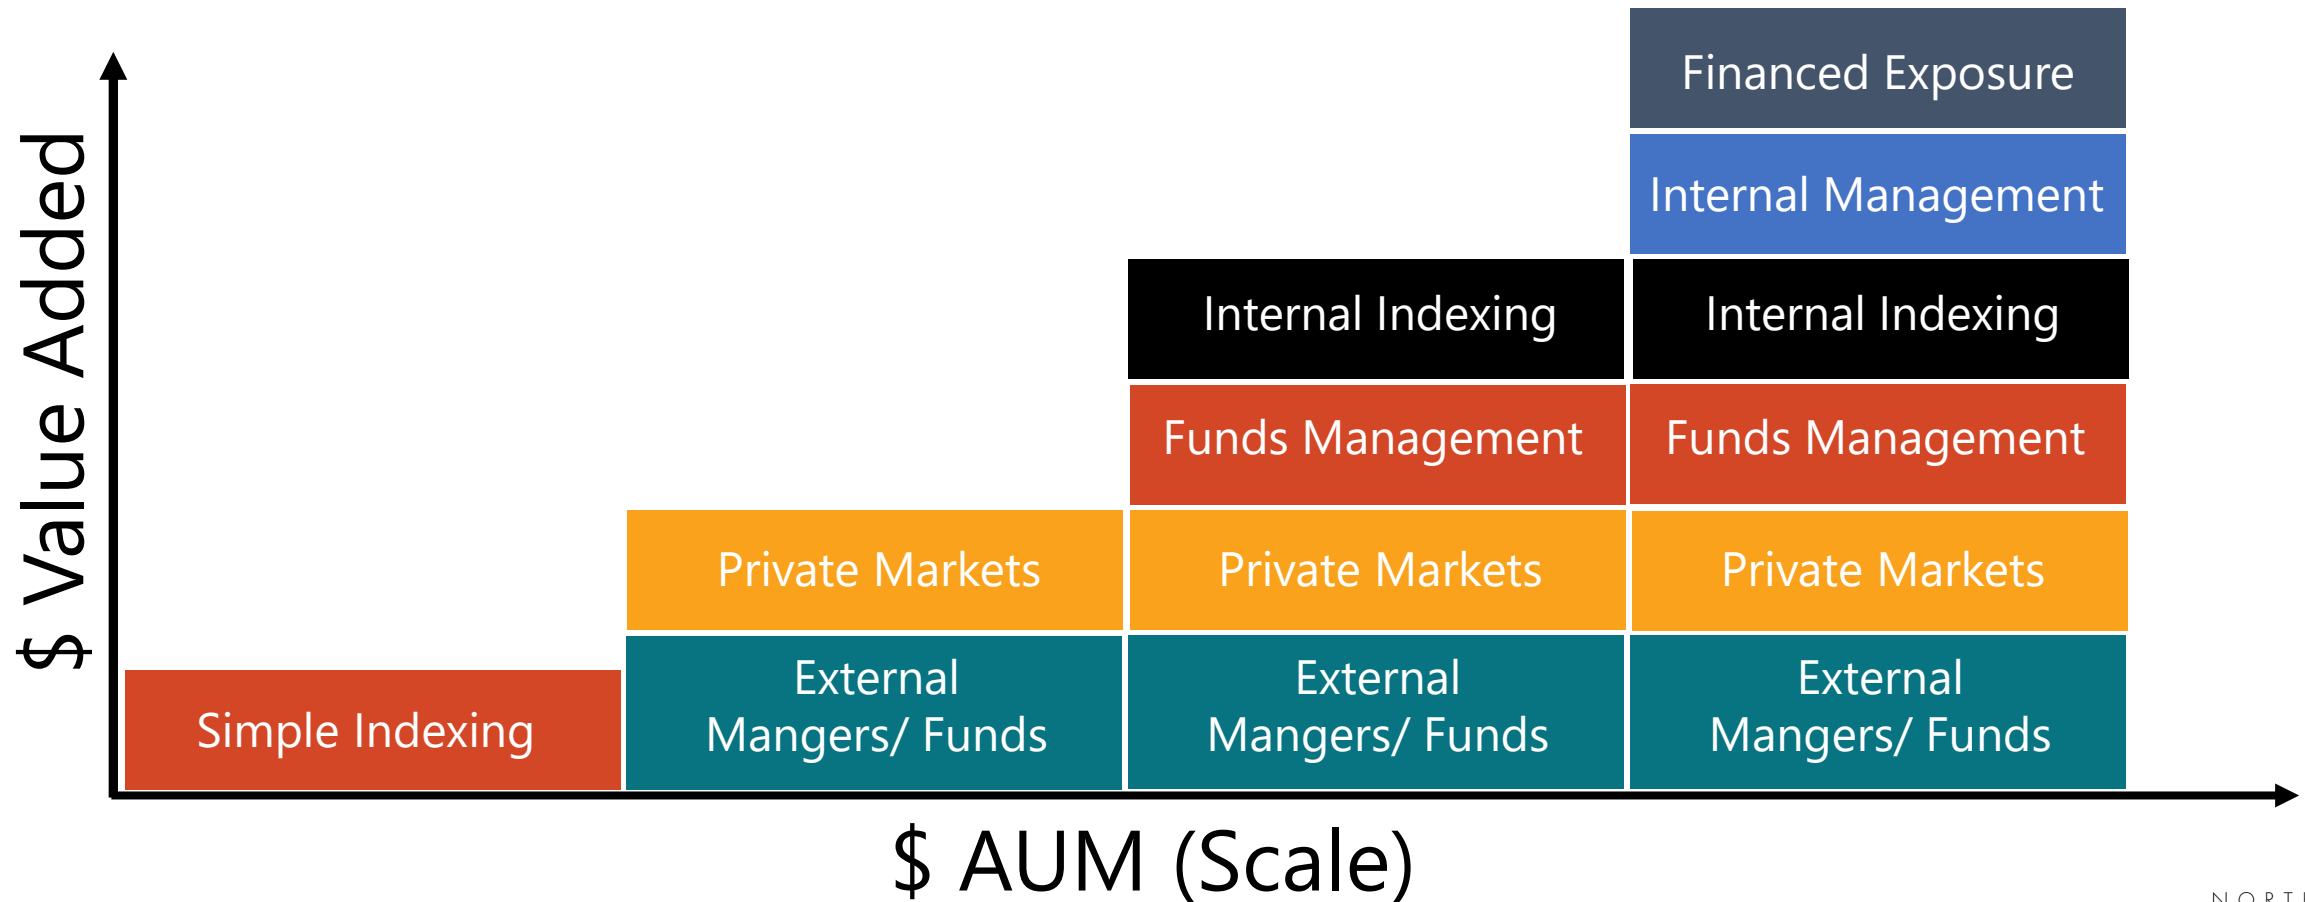 $ Value Added
Financed Exposure
Internal Management
Internal Indexing
Internal Indexing
Funds Management
Funds Management
Private Markets
Private Markets
Private Markets
Simple Indexing
External
Mangers/ Funds
External
Mangers/ Funds
External
Mangers/ Funds
$ AUM (Scale)